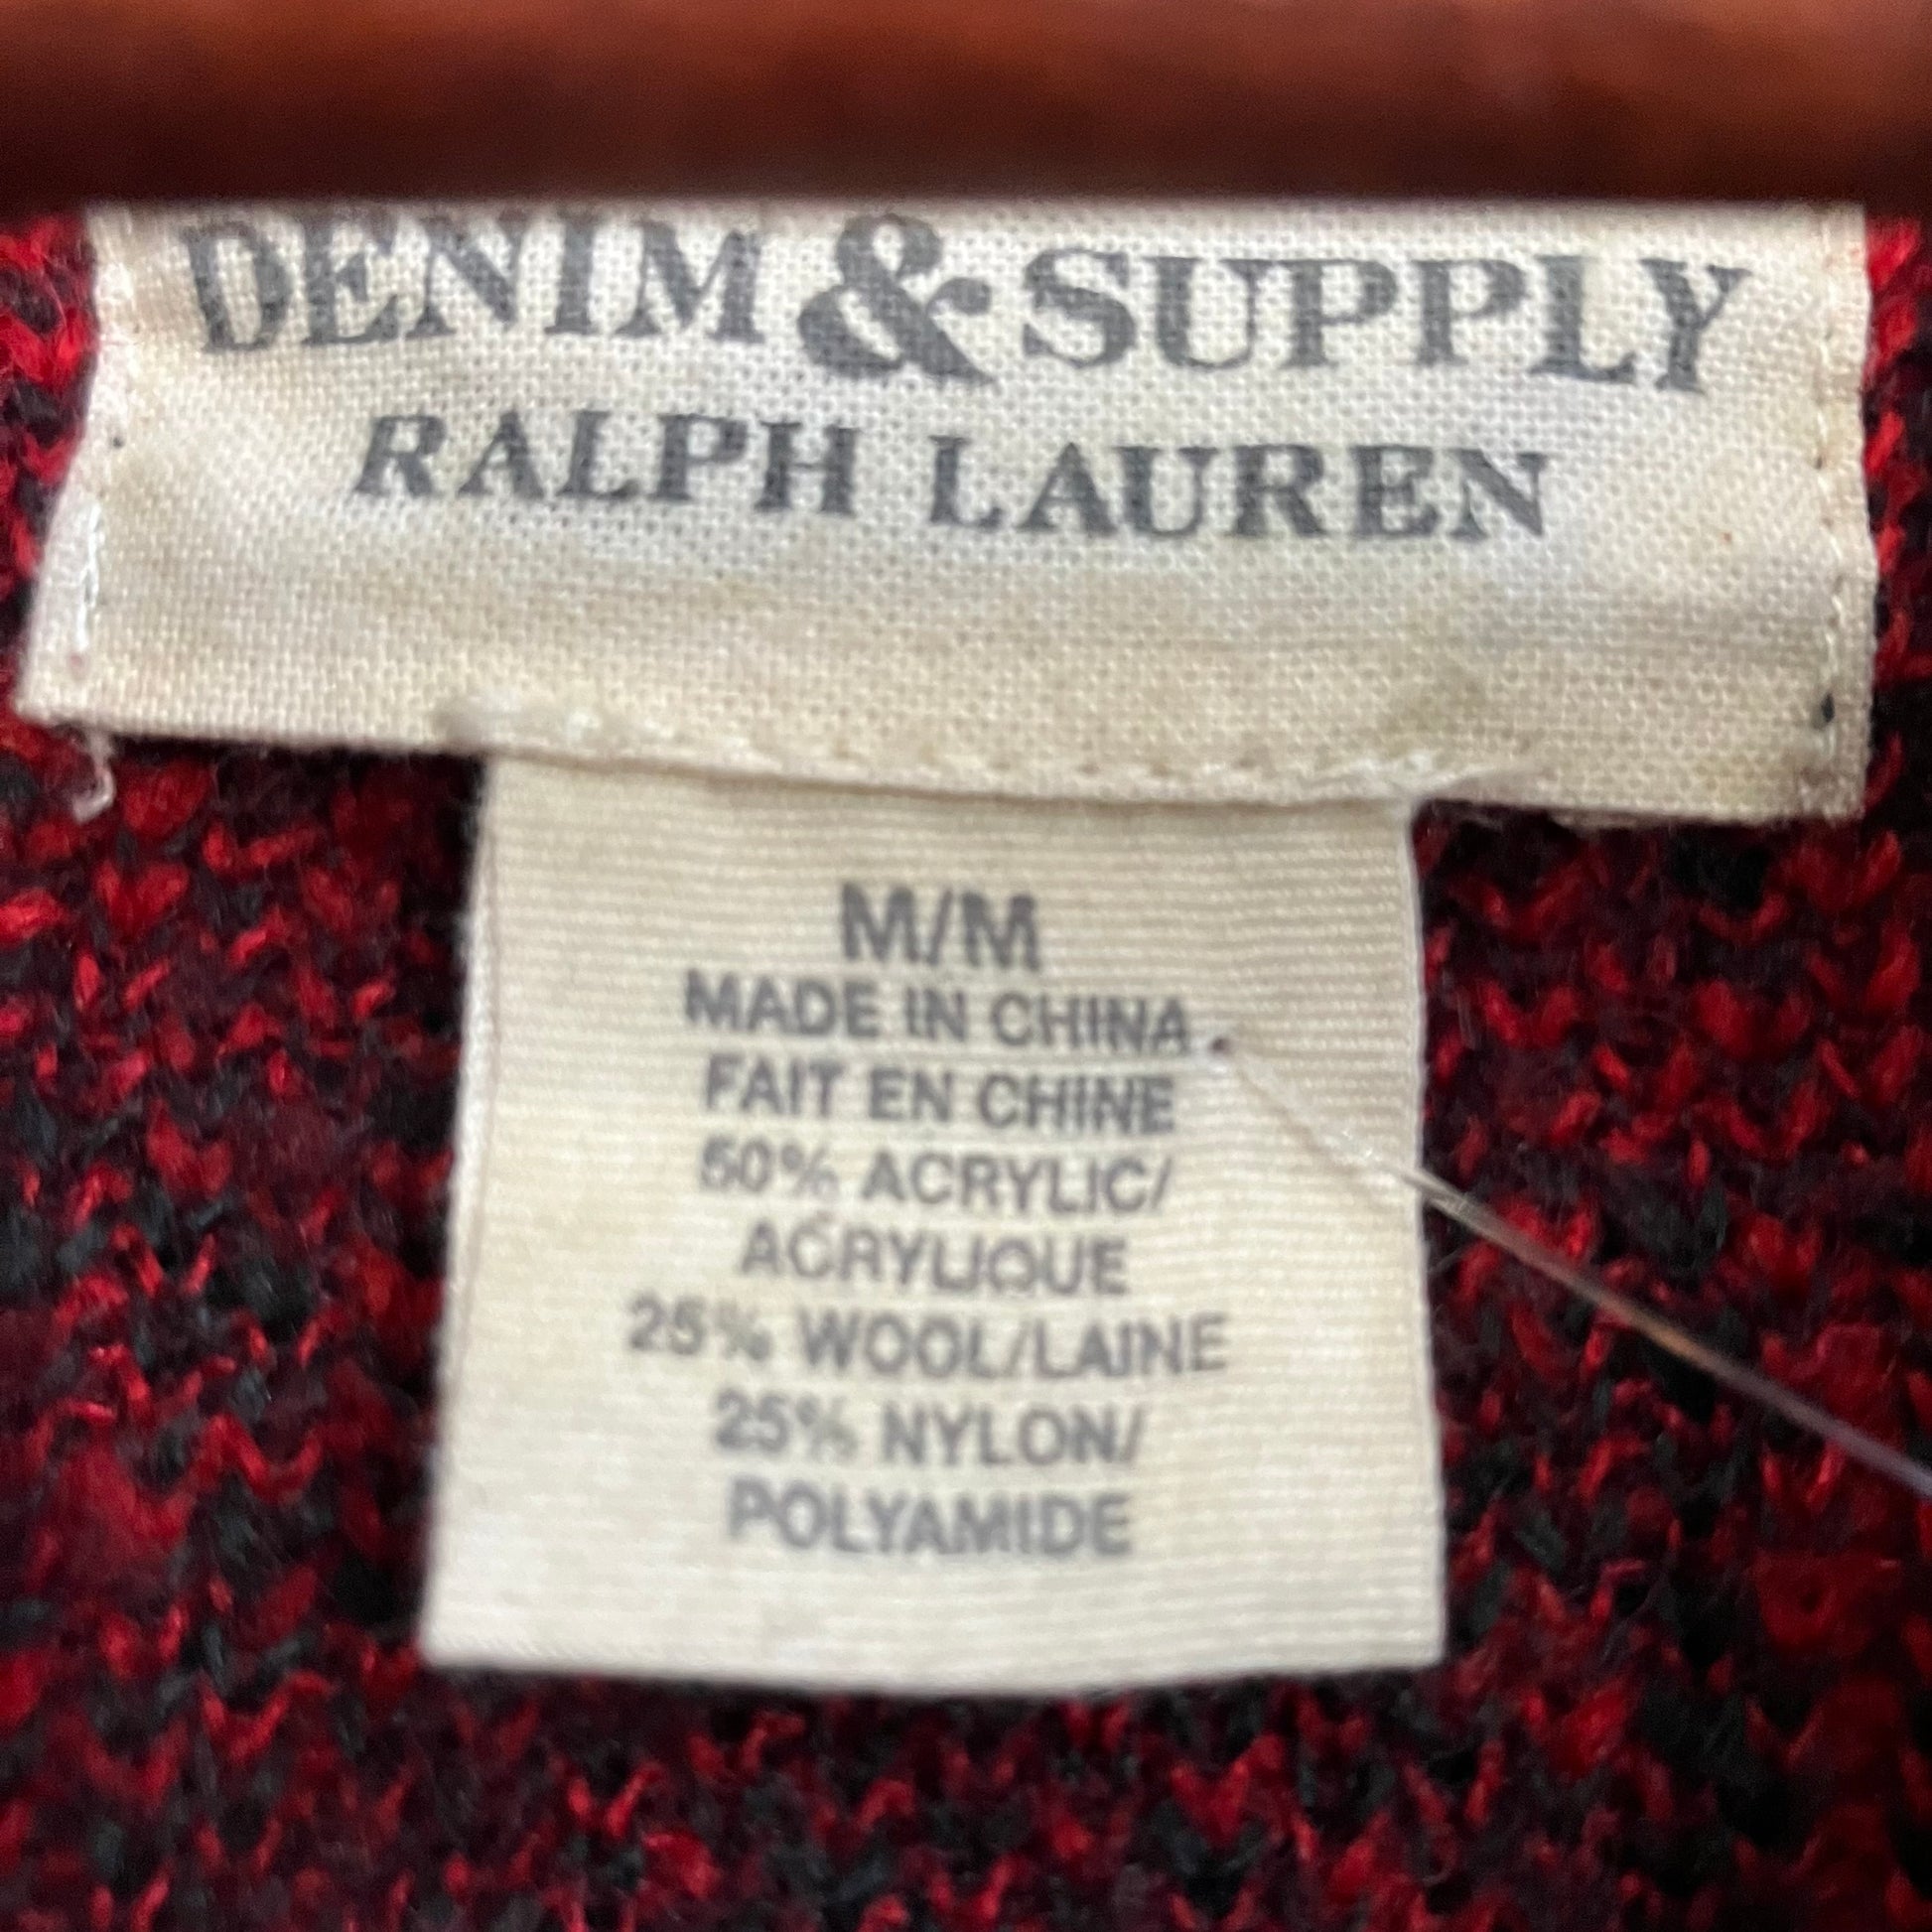 DENIM & SUPPLY
RALPH LAUREN
M/M
MADE IN CHINA
FAIT EN CHINE
50% ACRYLIC/
ACRYLIQUE
25% WOOL/LAINE
25% NYLON/
POLYAMIDE